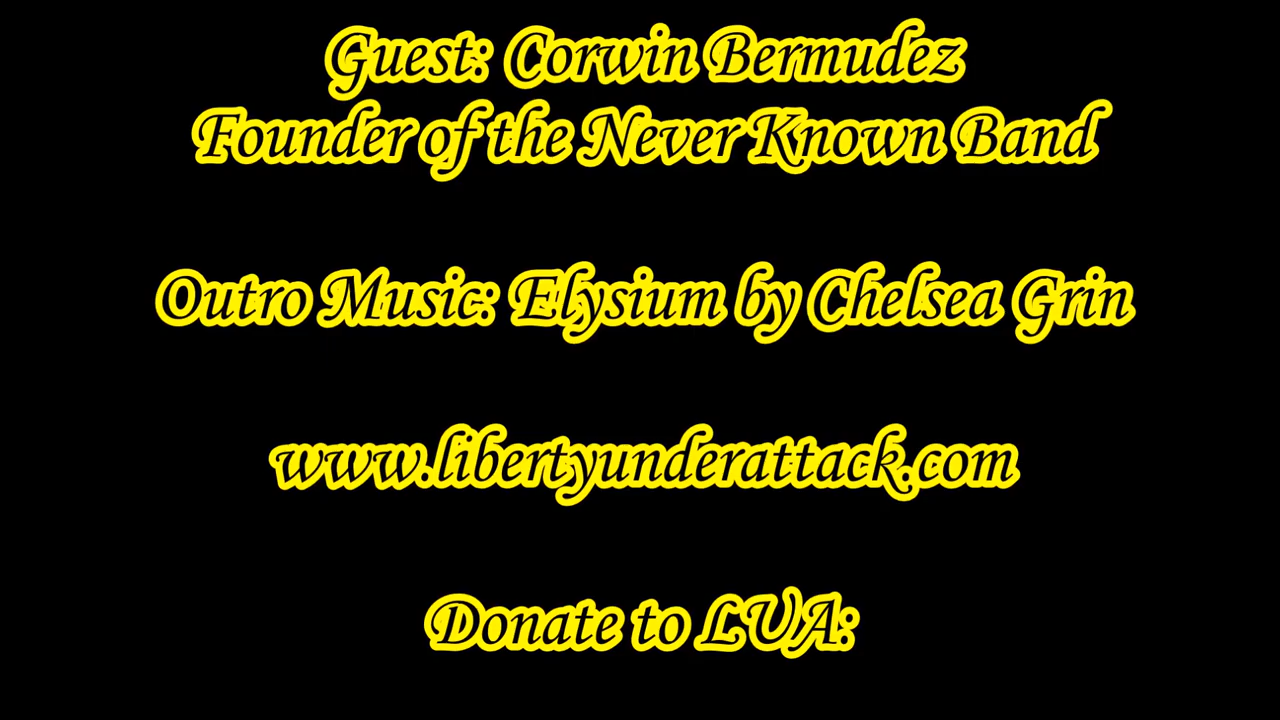 Guest: Corwin Bermudez
Founder of the Never Known Band
Outro Music: Elysium by Chelsea Grin
www.libertyunderattack.com
Donate to LUA: